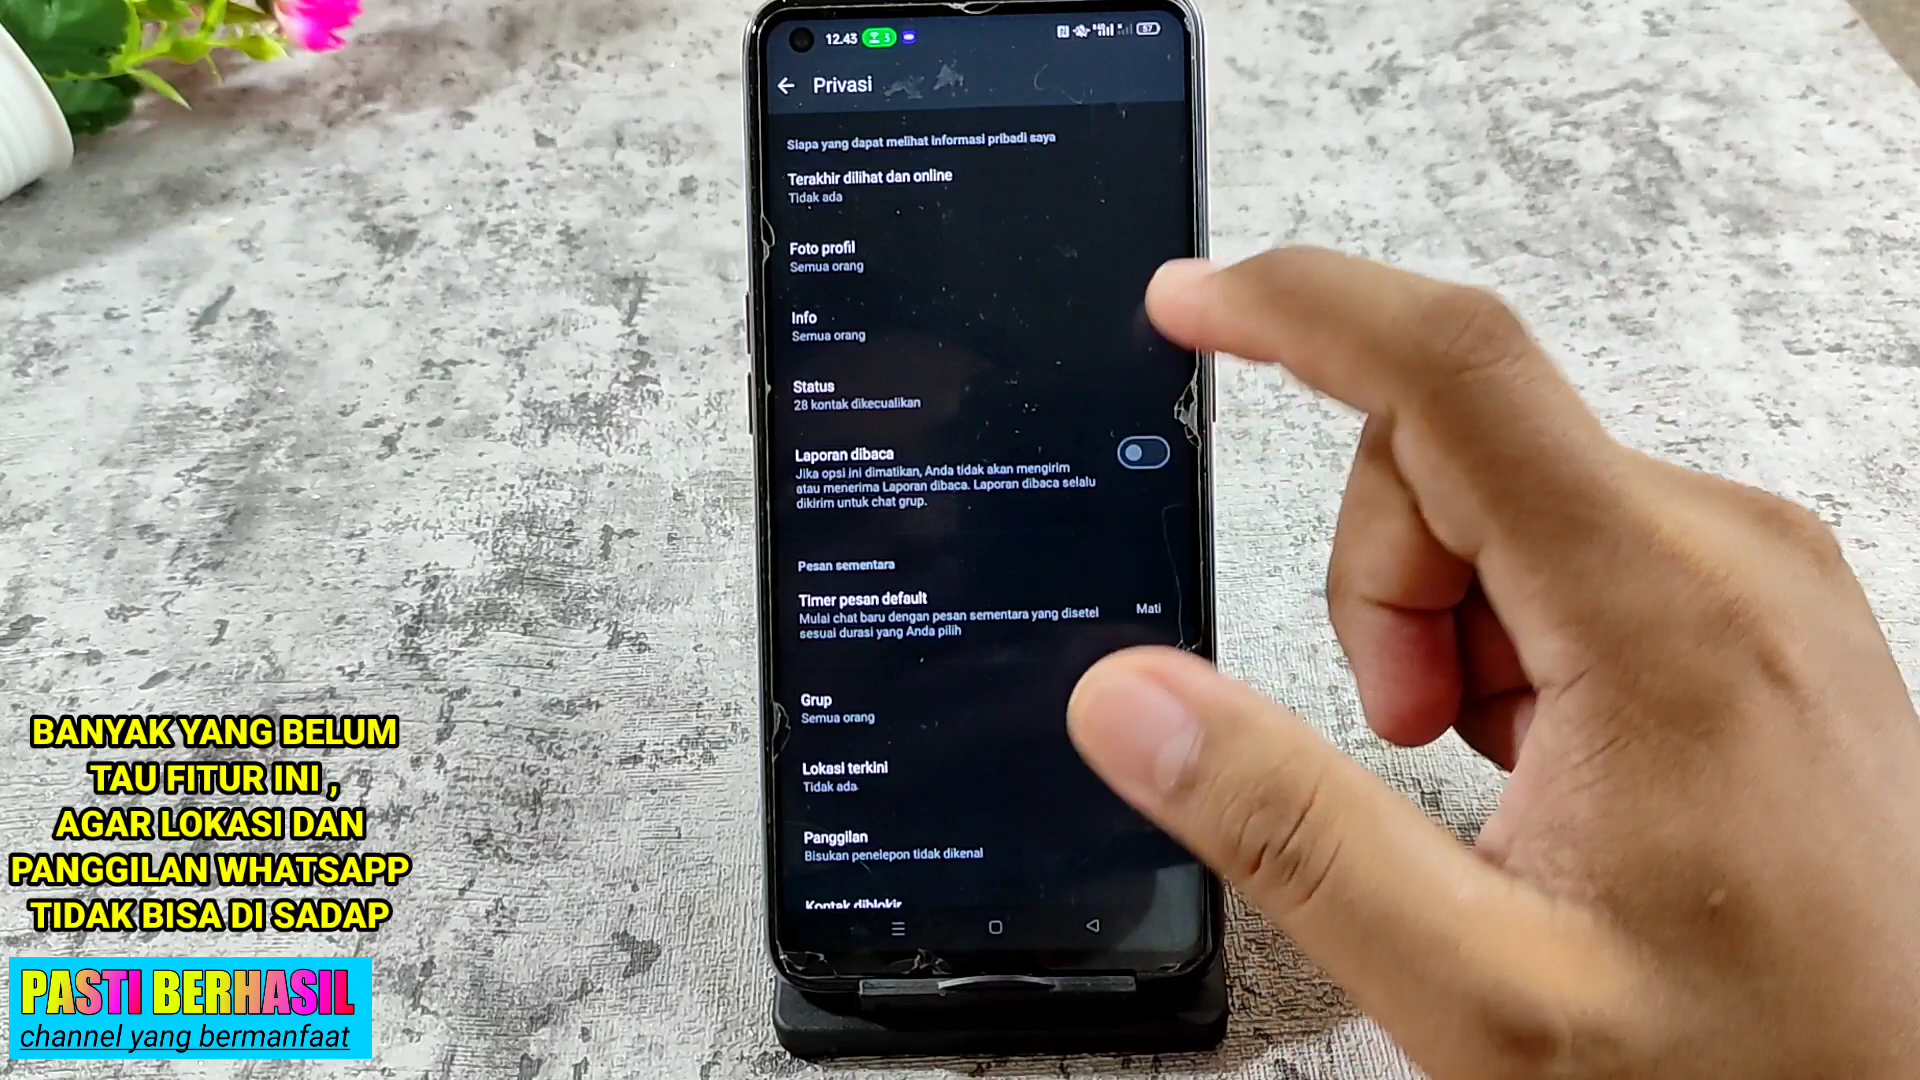 12.43
3
57
Privasi
Siapa yang dapat melihat informasi pribadi saya
Terakhir dilihat dan online
Tidak ada
Foto profil
Semua orang
Info
Semua orang
Status
28 kontak dikecualikan
Laporan dibaca
Jika opsi ini dimatikan, Anda tidak akan mengirim
atau menerima Laporan dibaca. Laporan dibaca selalu
dikirim untuk chat grup.
Pesan sementara
Timer pesan default
Mulai chat baru dengan pesan sementara yang disetel
sesuai durasi yang Anda pilih
Mati
Grup
Semua orang
Lokasi terkini
Tidak ada
Panggilan
Bisukan penelepon tidak dikenal
Kontak diblokir
BANYAK YANG BELUM
TAU FITUR INI ,
AGAR LOKASI DAN
PANGGILAN WHATSAPP
TIDAK BISA DI SADAP
PASTI BERHASIL
channel yang bermanfaat